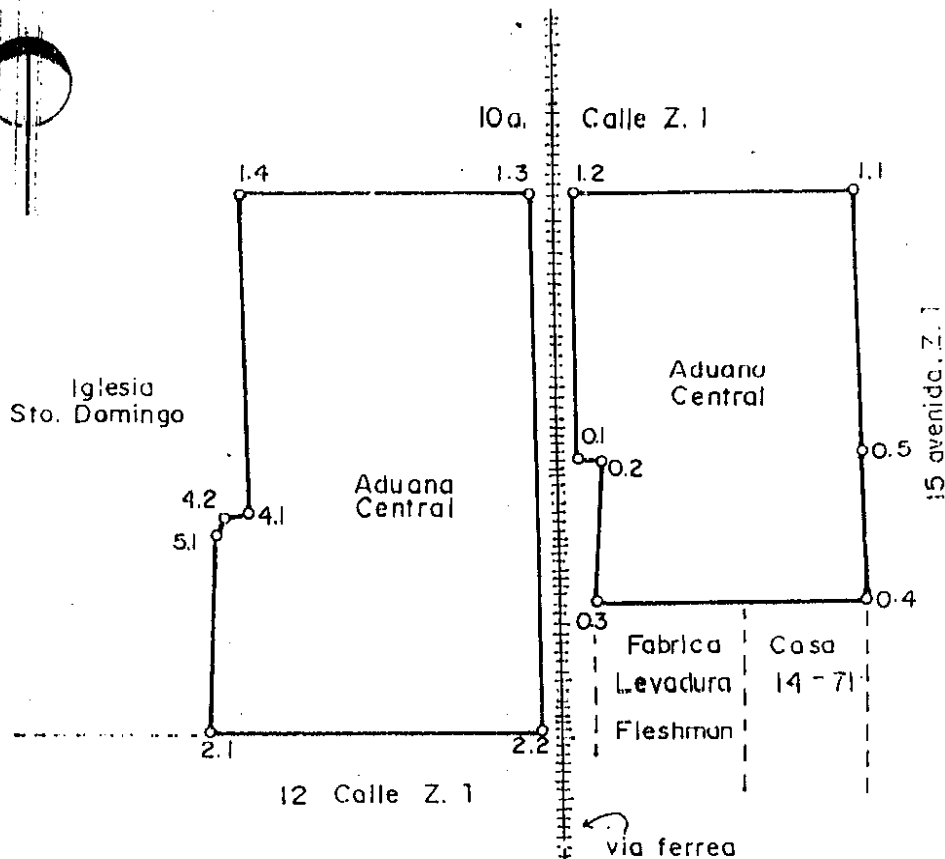 10a. Calle Z. 1
1.4
1.3
1.2
1.1
15 avenida. Z. 1
Iglesia
Sto. Domingo
Aduana
Central
Aduana
Central
0.1
0.2
0.5
4.2
4.1
5.1
0.3
0.4
Fabrica
Levadura
Fleshman
Casa
14-71
2.1
2.2
12 Calle Z. 1
via ferrea